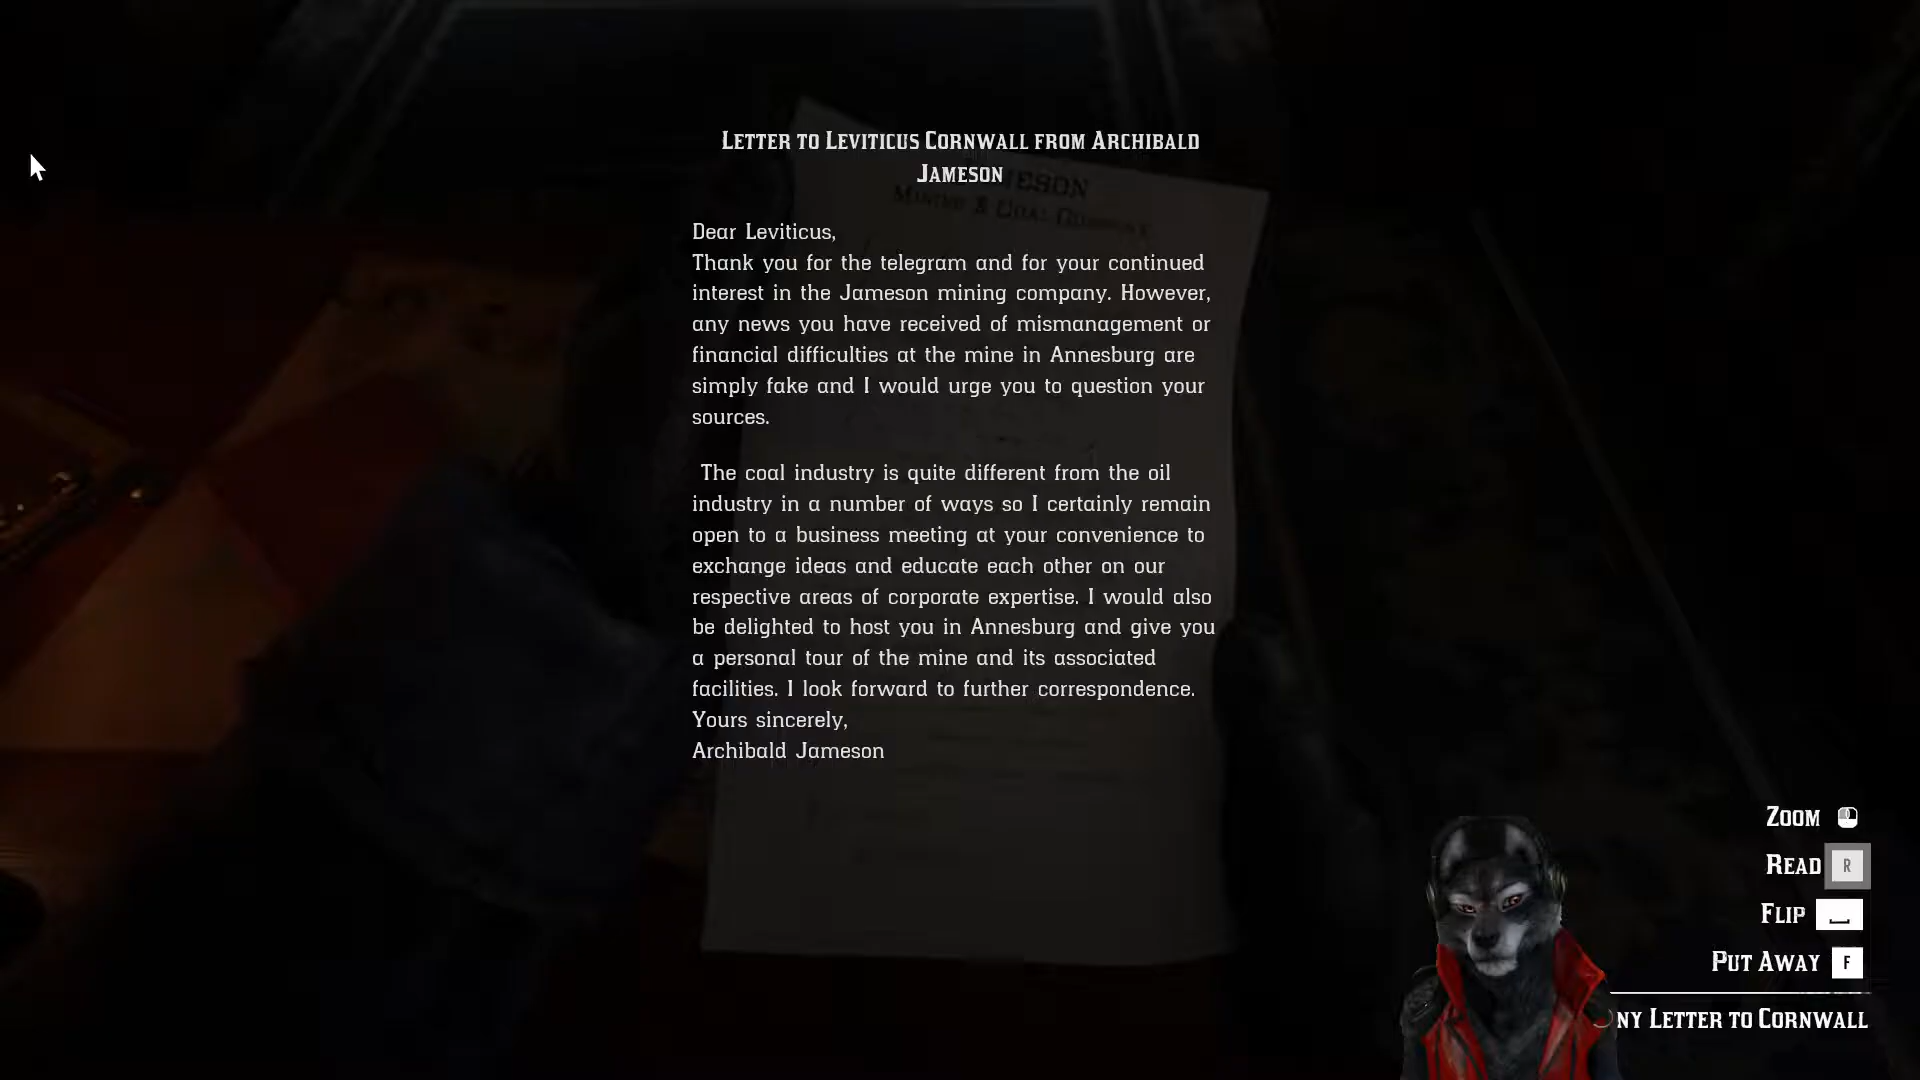 Letter to Leviticus Cornwall from Archibald
Jameson
Dear Leviticus,
Thank you for the telegram and for your continued
interest in the Jameson mining company. However,
any news you have received of mismanagement or
financial difficulties at the mine in Annesburg are
simply fake and I would urge you to question your
sources.
The coal industry is quite different from the oil
industry in a number of ways so I certainly remain
open to a business meeting at your convenience to
exchange ideas and educate each other on our
respective areas of corporate expertise. I would also
be delighted to host you in Annesburg and give you
a personal tour of the mine and its associated
facilities. I look forward to further correspondence.
Yours sincerely,
Archibald Jameson
Zoom
Read R
Flip
Put Away F
ny Letter to Cornwall